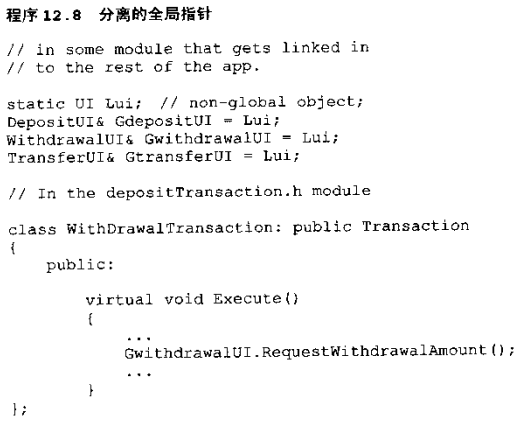 程序 12.8 分离的全局指针
// in some module that gets linked in
// to the rest of the app.
static UI Lui; // non-global object;
DepositUI& GdepositUI = Lui;
WithdrawalUI& GwithdrawalUI = Lui;
TransferUI& GtransferUI = Lui;
// In the depositTransaction.h module
class WithDrawalTransaction: public Transaction
{
public:
virtual void Execute()
{
...
GwithdrawalUI.RequestWithdrawalAmount();
...
}
};